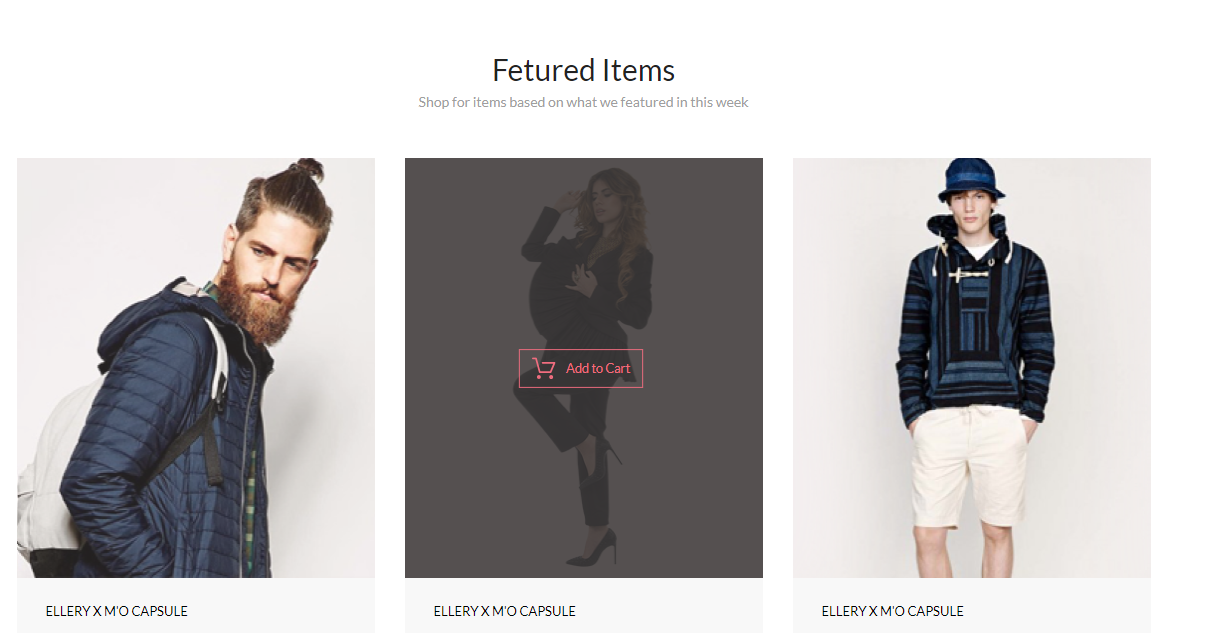 Fetured Items
Shop for items based on what we featured in this week
Add to Cart
ELLERY X M'O CAPSULE
ELLERY X M'O CAPSULE
ELLERY X M'O CAPSULE